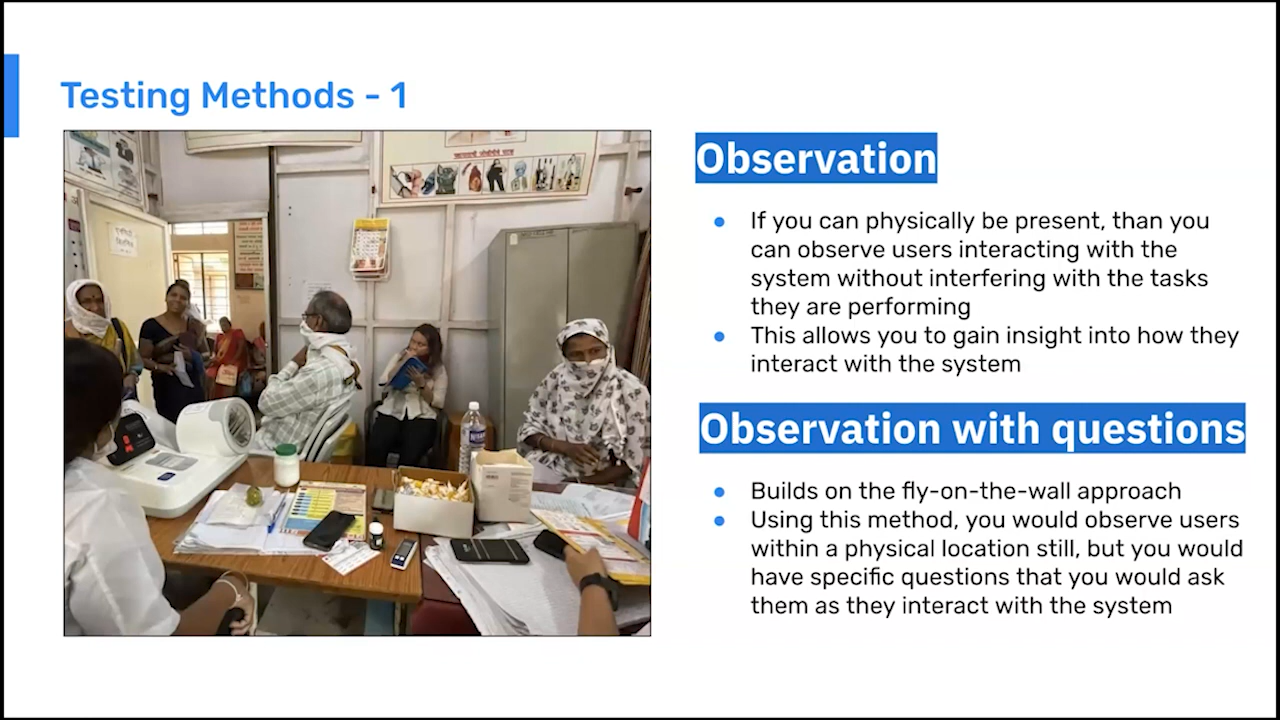 Testing Methods - 1
Observation
If you can physically be present, than you
can observe users interacting with the
system without interfering with the tasks
they are performing
This allows you to gain insight into how they
interact with the system
Observation with questions
Builds on the fly-on-the-wall approach
Using this method, you would observe users
within a physical location still, but you would
have specific questions that you would ask
them as they interact with the system